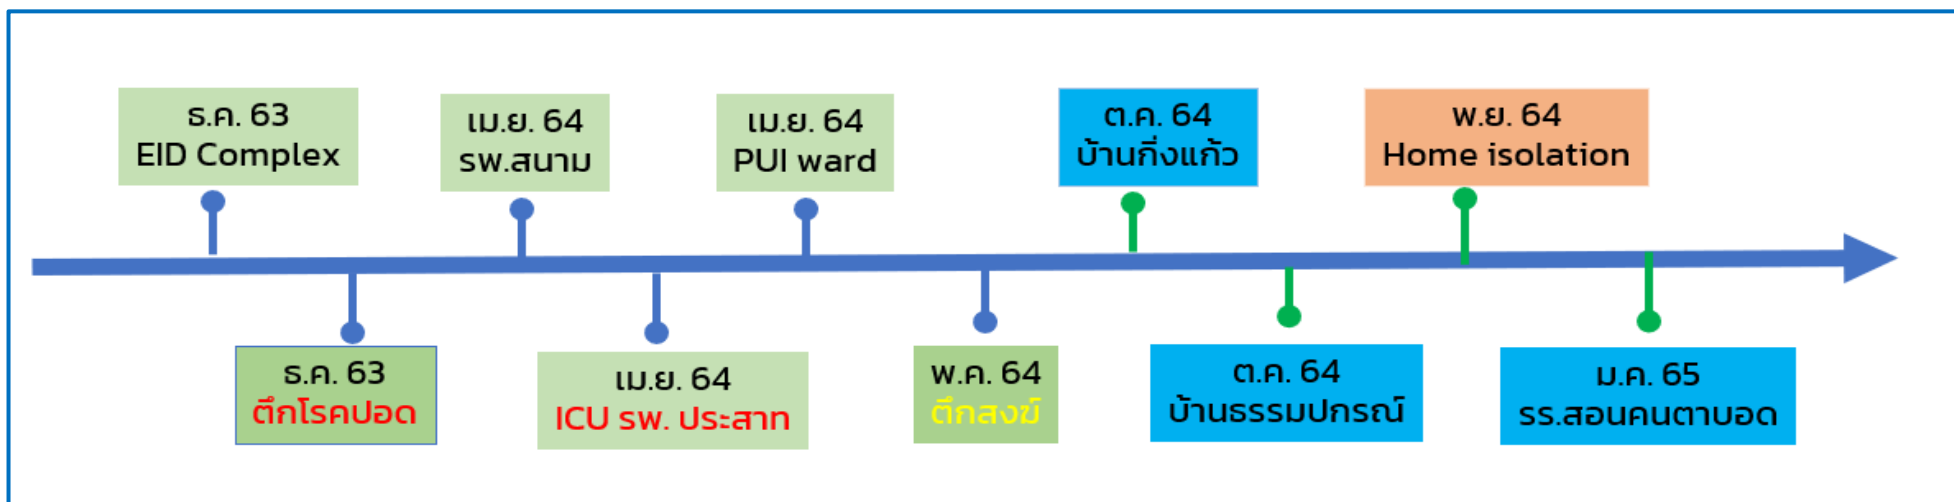 ธ.ค. 63
EID Complex
เม.ย. 64
รพ.สนาม
เม.ย. 64
PUI ward
ต.ค. 64
บ้านกิ่งแก้ว
พ.ย. 64
Home isolation
ธ.ค. 63
ตึกโรคปอด
เม.ย. 64
ICU รพ. ประสาท
พ.ค. 64
ตึกสงฆ์
ต.ค. 64
บ้านธรรมปกรณ์
ม.ค. 65
รร.สอนคนตาบอด